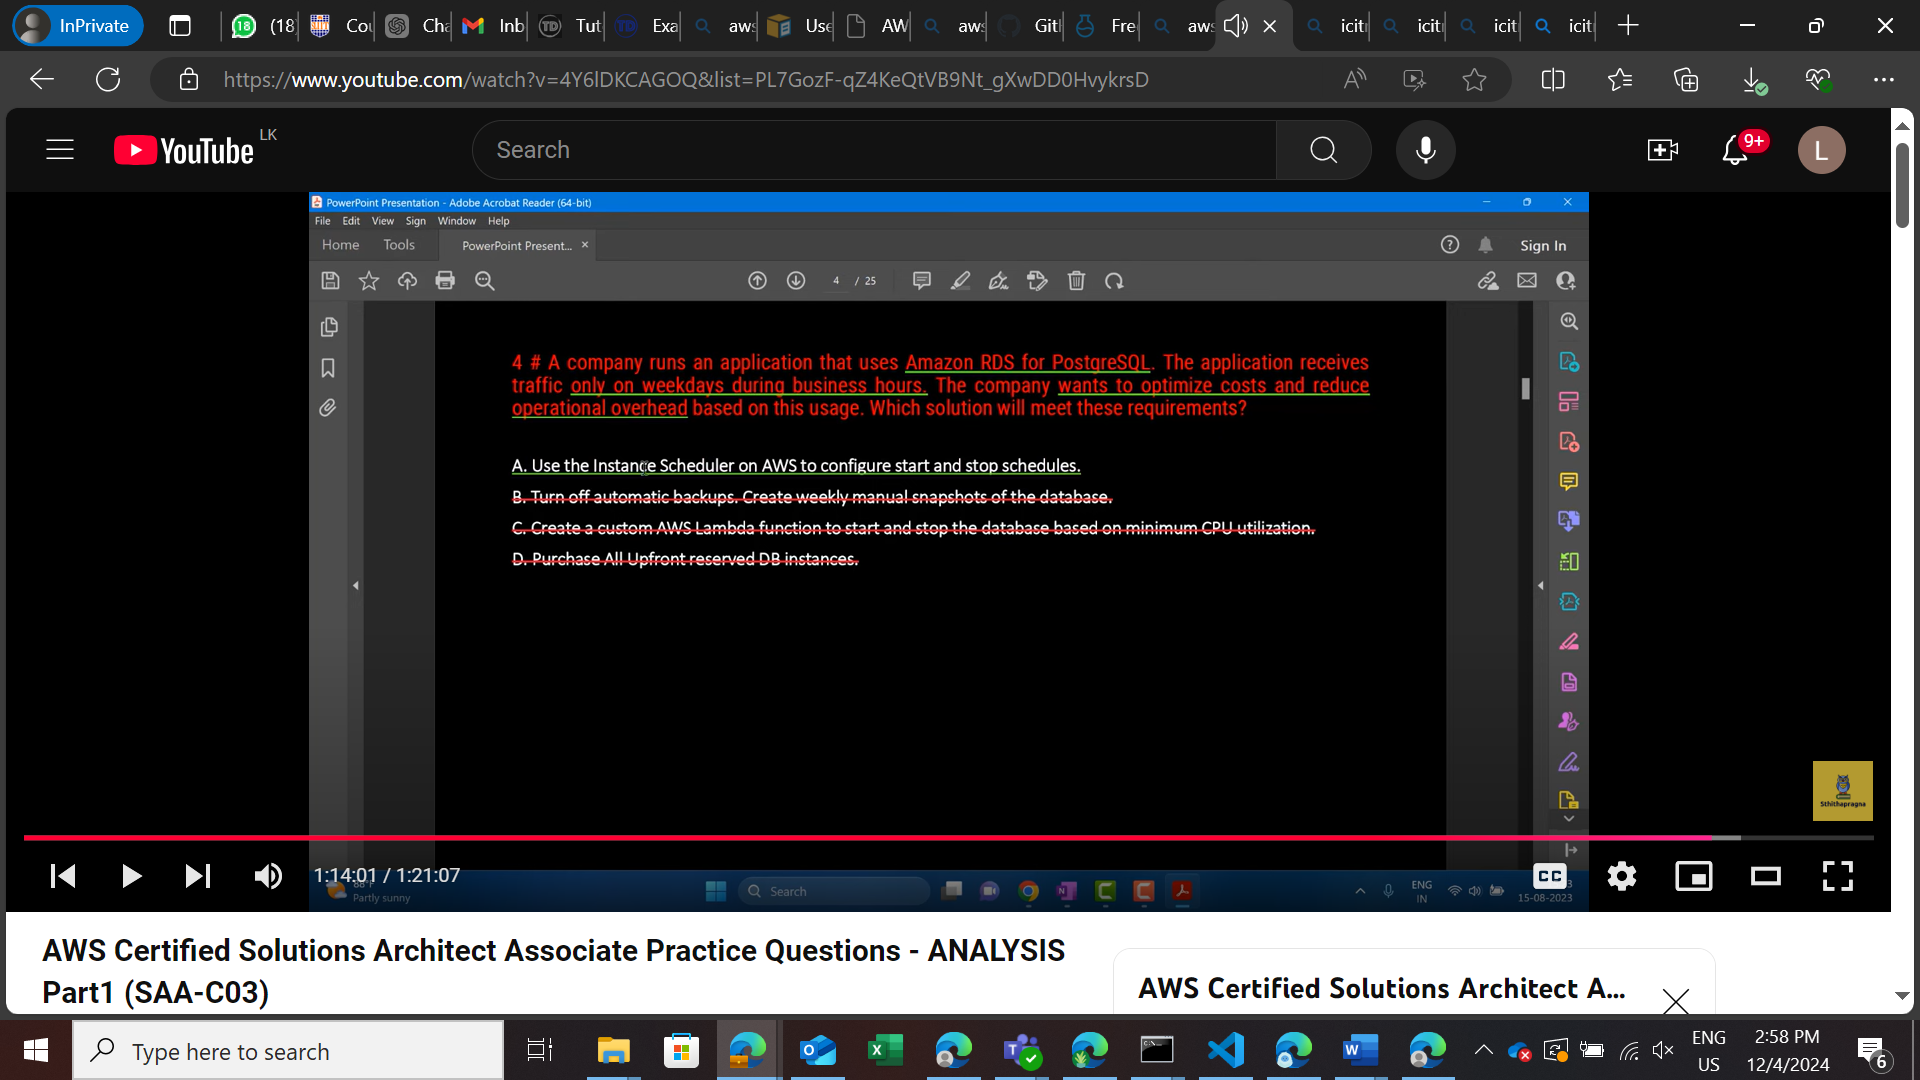 InPrivate
(18
Cou
Cha
Inb
Tut
Exa
aws
Use
AW
aws
Git
Fre
aws
icit
icit
icit
icit
https://www.youtube.com/watch?v=4Y6lDKCAGOQ&list=PL7GozF-qZ4KeQtVB9Nt_gXwDD0HvykrsD
YouTube LK
Search
9+
L
PowerPoint Presentation - Adobe Acrobat Reader (64-bit)
File Edit View Sign Window Help
Home Tools PowerPoint Present... × Sign In
4 / 25
4 # A company runs an application that uses Amazon RDS for PostgreSQL. The application receives
traffic only on weekdays during business hours. The company wants to optimize costs and reduce
operational overhead based on this usage. Which solution will meet these requirements?
A. Use the Instance Scheduler on AWS to configure start and stop schedules.
B. Turn off automatic backups. Create weekly manual snapshots of the database.
C. Create a custom AWS Lambda function to start and stop the database based on minimum CPU utilization.
D. Purchase All Upfront reserved DB instances.
Sthithapragna
1:14:01 / 1:21:07
CC
88°F
Partly sunny
Search
ENG
IN
15-08-2023
AWS Certified Solutions Architect Associate Practice Questions - ANALYSIS
Part1 (SAA-C03)
AWS Certified Solutions Architect A...
Type here to search
ENG
US
2:58 PM
12/4/2024
6